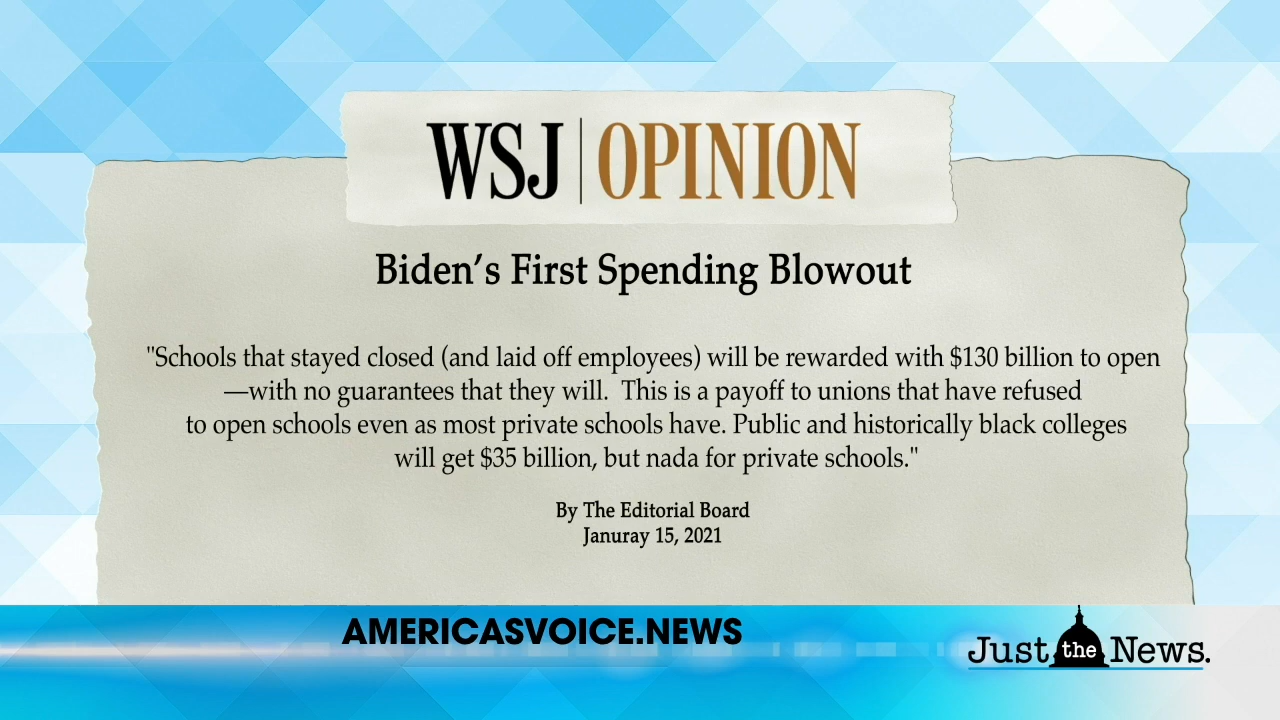 WSJ | OPINION
Biden’s First Spending Blowout
"Schools that stayed closed (and laid off employees) will be rewarded with $130 billion to open
—with no guarantees that they will.  This is a payoff to unions that have refused
to open schools even as most private schools have. Public and historically black colleges
will get $35 billion, but nada for private schools."
By The Editorial Board
Januray 15, 2021
AMERICASVOICE.NEWS
Just the News.